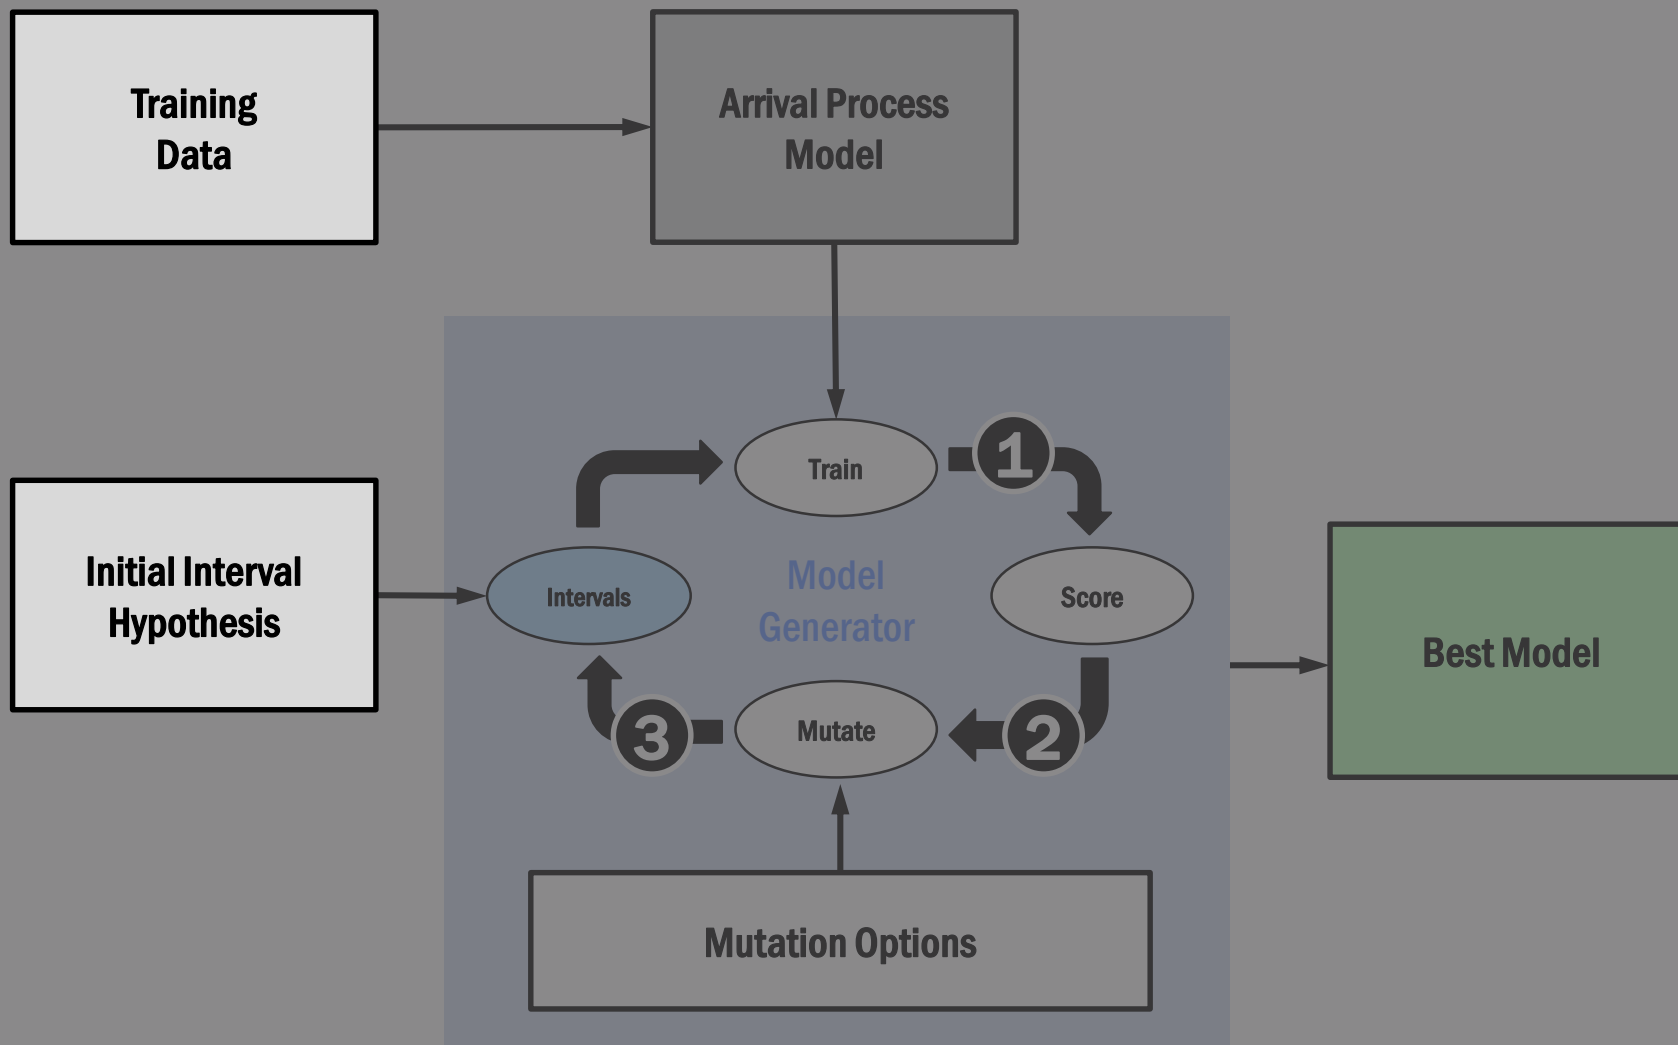 Training
Data
Arrival Process
Model
Train
1
Initial Interval
Hypothesis
Intervals
Model
Generator
Score
Best Model
3
Mutate
2
Mutation Options